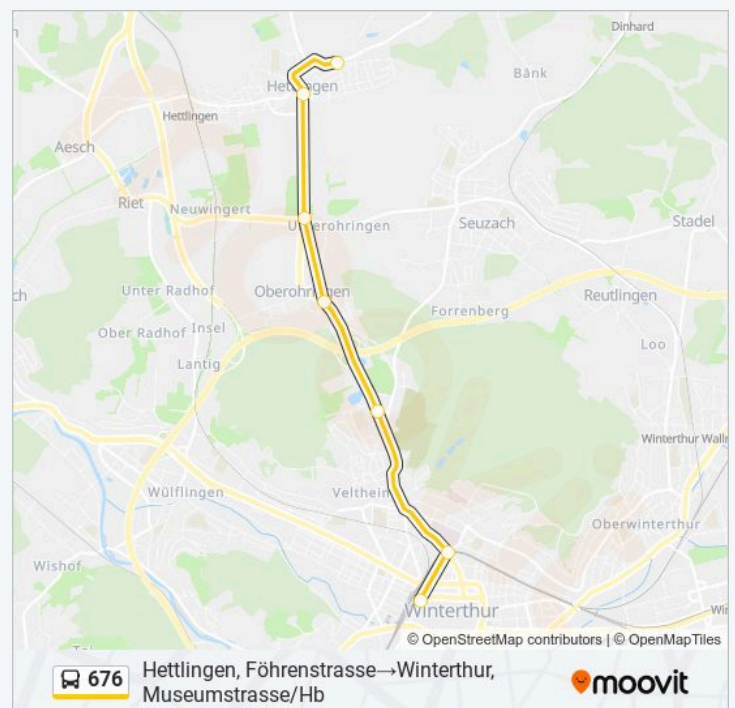 Dinhard
Bänk
Hettlingen
Hettlingen
Aesch
Riet
Neuwingert
Unterohringen
Seuzach
Stadel
ch
Unter Radhof
Oberohringen
Reutlingen
Forrenberg
Ober Radhof
Insel
Loo
Lantig
Winterthur Wall
Wülflingen
Veltheim
Oberwinterthur
Wishof
Winterthur
Win
© OpenStreetMap contributors | © OpenMapTiles
676
Hettlingen, Föhrenstrasse→Winterthur,
Museumstrasse/Hb
moovit